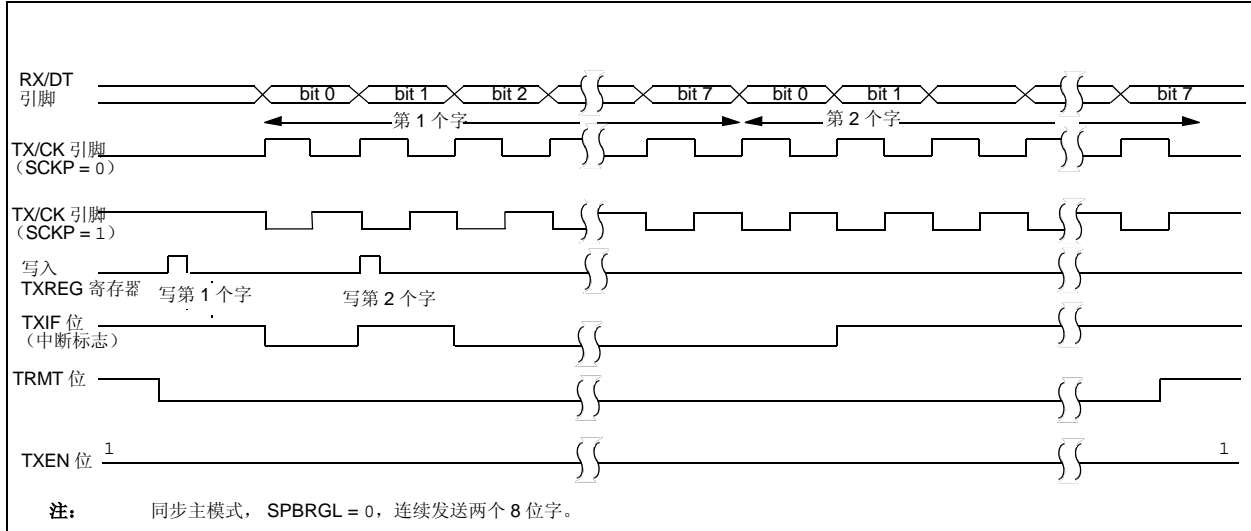 RX/DT
引脚
bit 0 bit 1 bit 2 bit 7 bit 0 bit 1 bit 7
第 1 个字 第 2 个字
TX/CK 引脚
（SCKP = 0）
TX/CK 引脚
（SCKP = 1）
写入
TXREG 寄存器 写第 1 个字 写第 2 个字
TXIF 位
（中断标志）
TRMT 位
TXEN 位 1 1
注： 同步主模式， SPBRGL = 0，连续发送两个 8 位字。